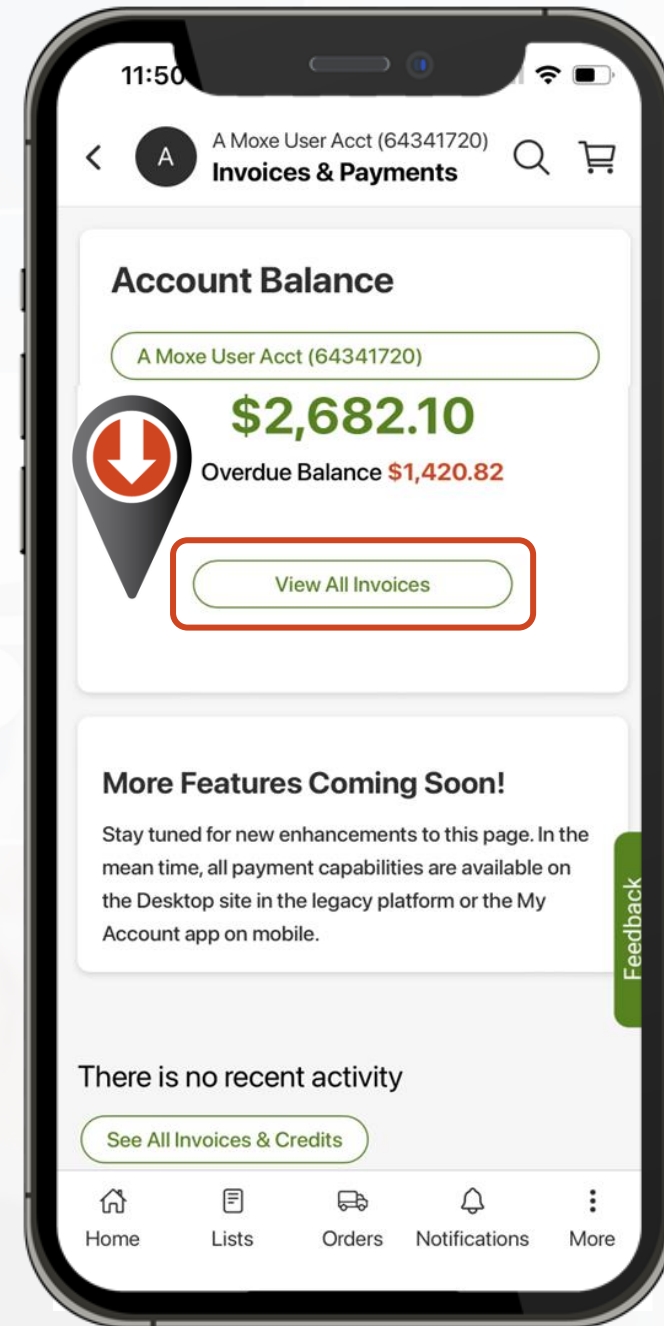 11:50
A Moxe User Acct (64341720)
A
Invoices & Payments
Account Balance
A Moxe User Acct (64341720)
$2,682.10
Overdue Balance $1,420.82
View All Invoices
More Features Coming Soon!
Stay tuned for new enhancements to this page. In the
mean time, all payment capabilities are available on
the Desktop site in the legacy platform or the My
Account app on mobile.
Feedback
There is no recent activity
See All Invoices & Credits
Home Lists Orders Notifications More